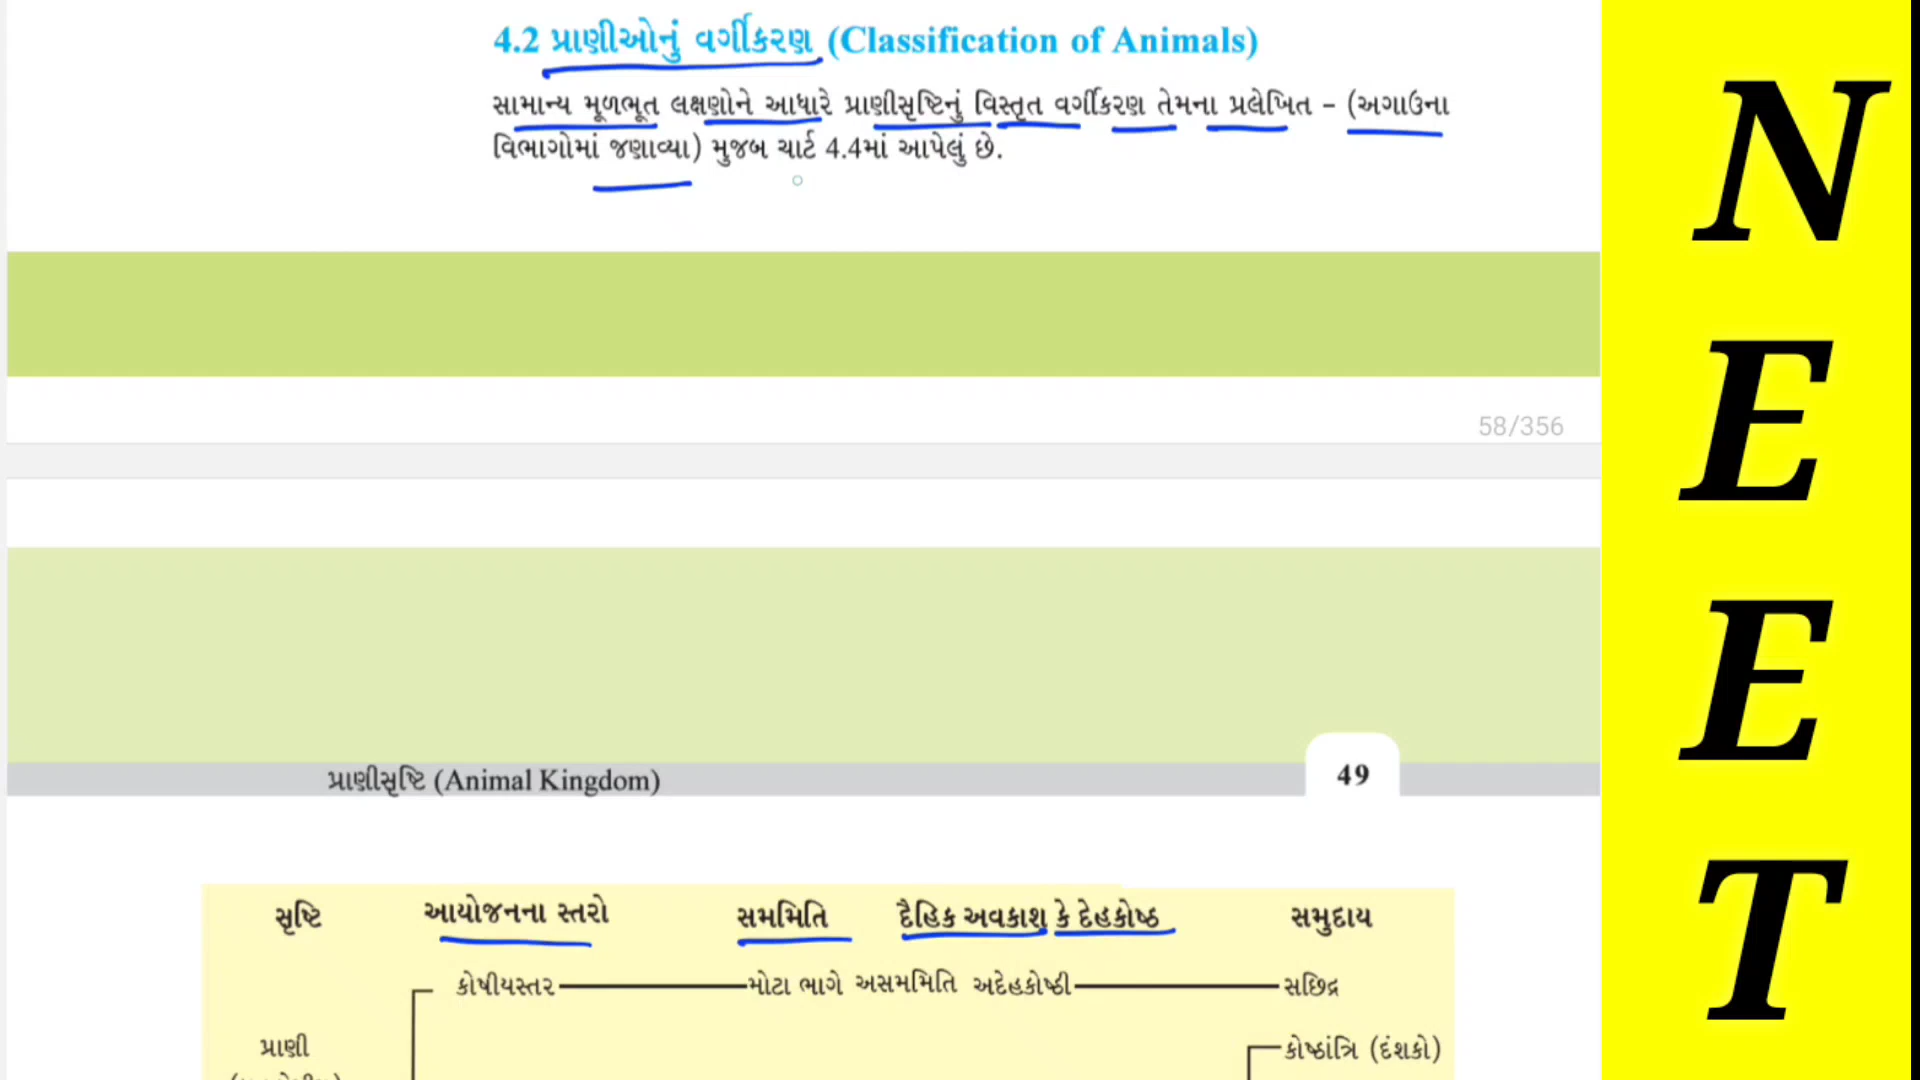 4.2 પ્રાણીઓનું વર્ગીકરણ (Classification of Animals)
સામાન્ય મૂળભૂત લક્ષણોને આધારે પ્રાણીસૃષ્ટિનું વિસ્તૃત વર્ગીકરણ તેમના પ્રલેખિત – (અગાઉના
વિભાગોમાં જણાવ્યા) મુજબ ચાર્ટ 4.4માં આપેલું છે.
58/356
પ્રાણીસૃષ્ટિ (Animal Kingdom) 49
સૃષ્ટિ આયોજનના સ્તરો સમમિતિ દૈહિક અવકાશ કે દેહકોષ્ઠ સમુદાય
કોષીયસ્તર મોટા ભાગે અસમમિતિ અદેહકોષ્ઠી સછિદ્ર
પ્રાણી કોષ્ઠાંત્રિ (દંશકો)
N
E
E
T